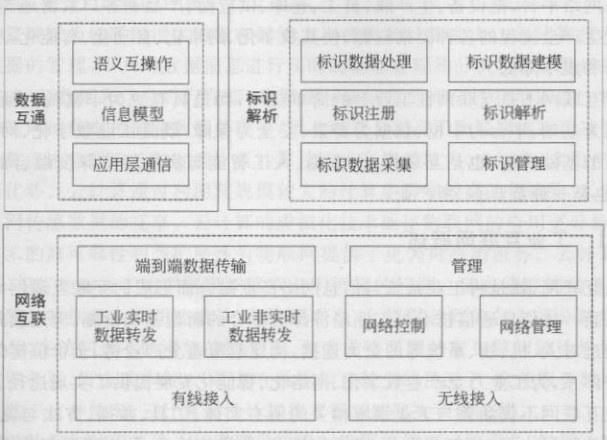 数据
互通
语义互操作
信息模型
应用层通信
标识
解析
标识数据处理
标识数据建模
标识注册
标识解析
标识数据采集
标识管理
网络
互联
端到端数据传输
管理
工业实时
数据转发
工业非实时
数据转发
网络控制
网络管理
有线接入
无线接入